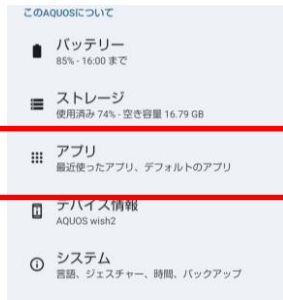 このAQUOSについて
バッテリー
85% - 16:00 まで
ストレージ
使用済み 74% - 空き容量 16.79 GB
アプリ
最近使ったアプリ、デフォルトのアプリ
デバイス情報
AQUOS wish2
システム
言語、ジェスチャー、時間、バックアップ